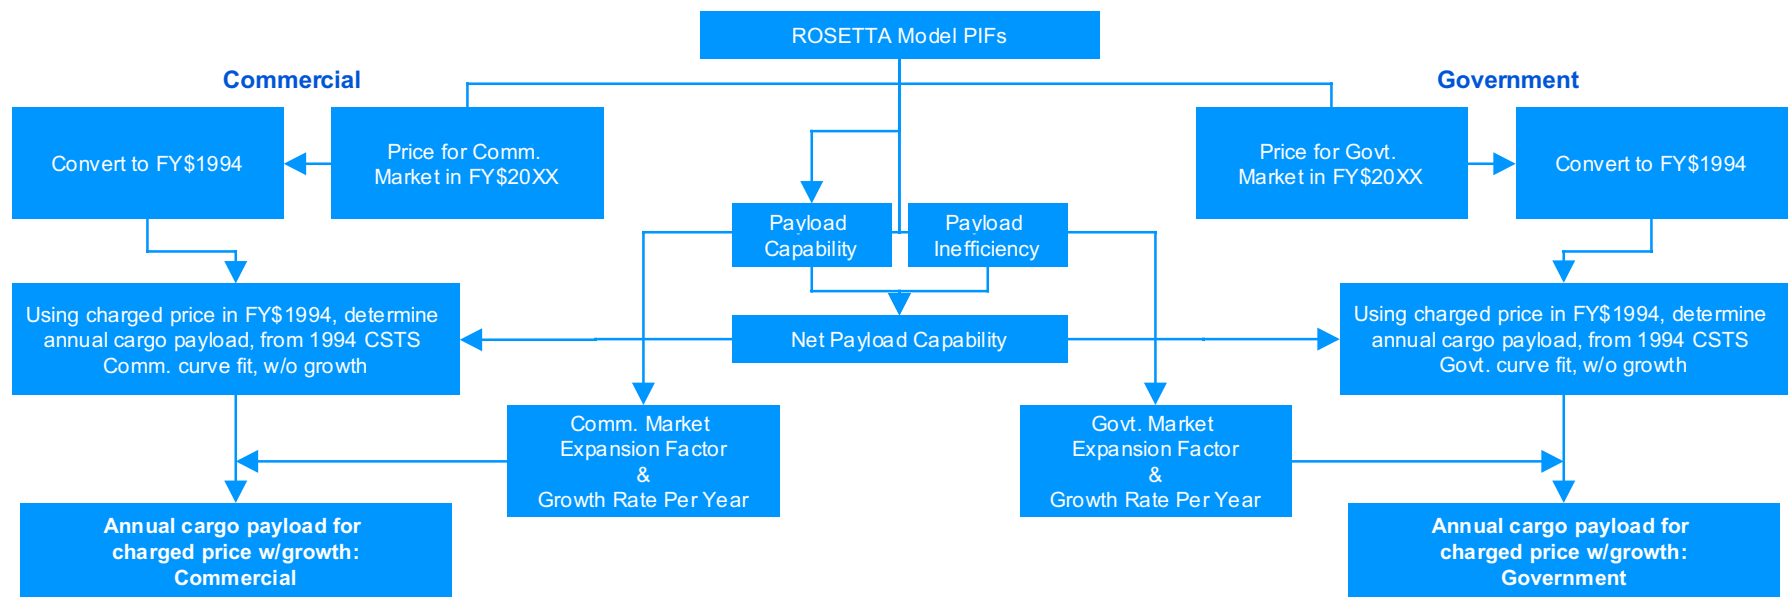 ROSETTA Model PIFs
Commercial
Government
Convert to FY$1994
Price for Comm.
Market in FY$20XX
Price for Govt.
Market in FY$20XX
Convert to FY$1994
Payload
Capability
Payload
Inefficiency
Using charged price in FY$1994, determine
annual cargo payload, from 1994 CSTS
Comm. curve fit, w/o growth
Net Payload Capability
Using charged price in FY$1994, determine
annual cargo payload, from 1994 CSTS
Govt. curve fit, w/o growth
Comm. Market
Expansion Factor
&
Growth Rate Per Year
Govt. Market
Expansion Factor
&
Growth Rate Per Year
Annual cargo payload for
charged price w/growth:
Commercial
Annual cargo payload for
charged price w/growth:
Government